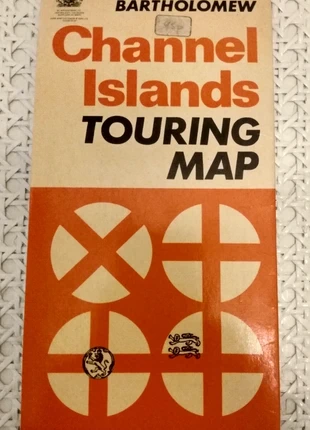 BARTHOLOMEW
Channel
Islands
TOURING
MAP